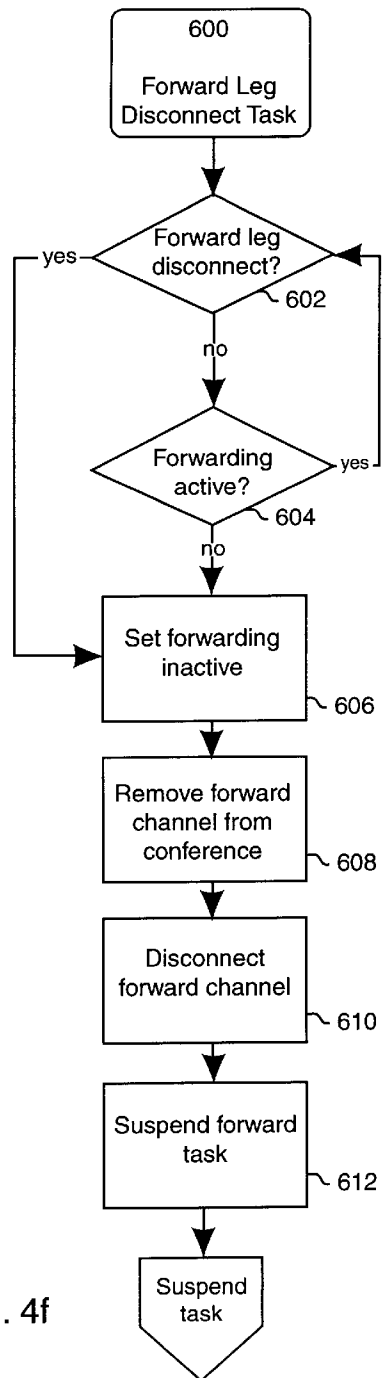 600
Forward Leg
Disconnect Task
Forward leg
disconnect?
yes
602
no
Forwarding
active?
yes
604
no
Set forwarding
inactive
606
Remove forward
channel from
conference
608
Disconnect
forward channel
610
Suspend forward
task
612
Suspend
task
. 4f